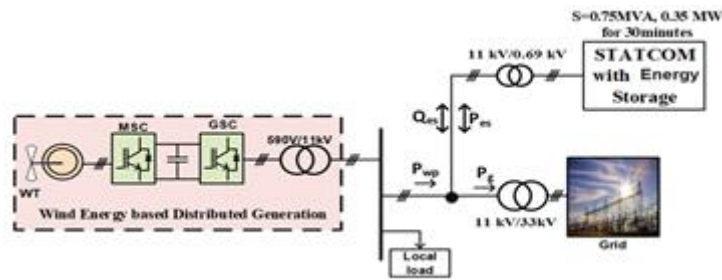 S=0.75MVA, 0.35 MW
for 30minutes
11 kV/0.69 kV
STATCOM
with Energy
Storage
Qes
Pes
MSC
GSC
590V/11kV
WT
Wind Energy based Distributed Generation
Pwp
Pg
11 kV/33kV
Local
load
Grid